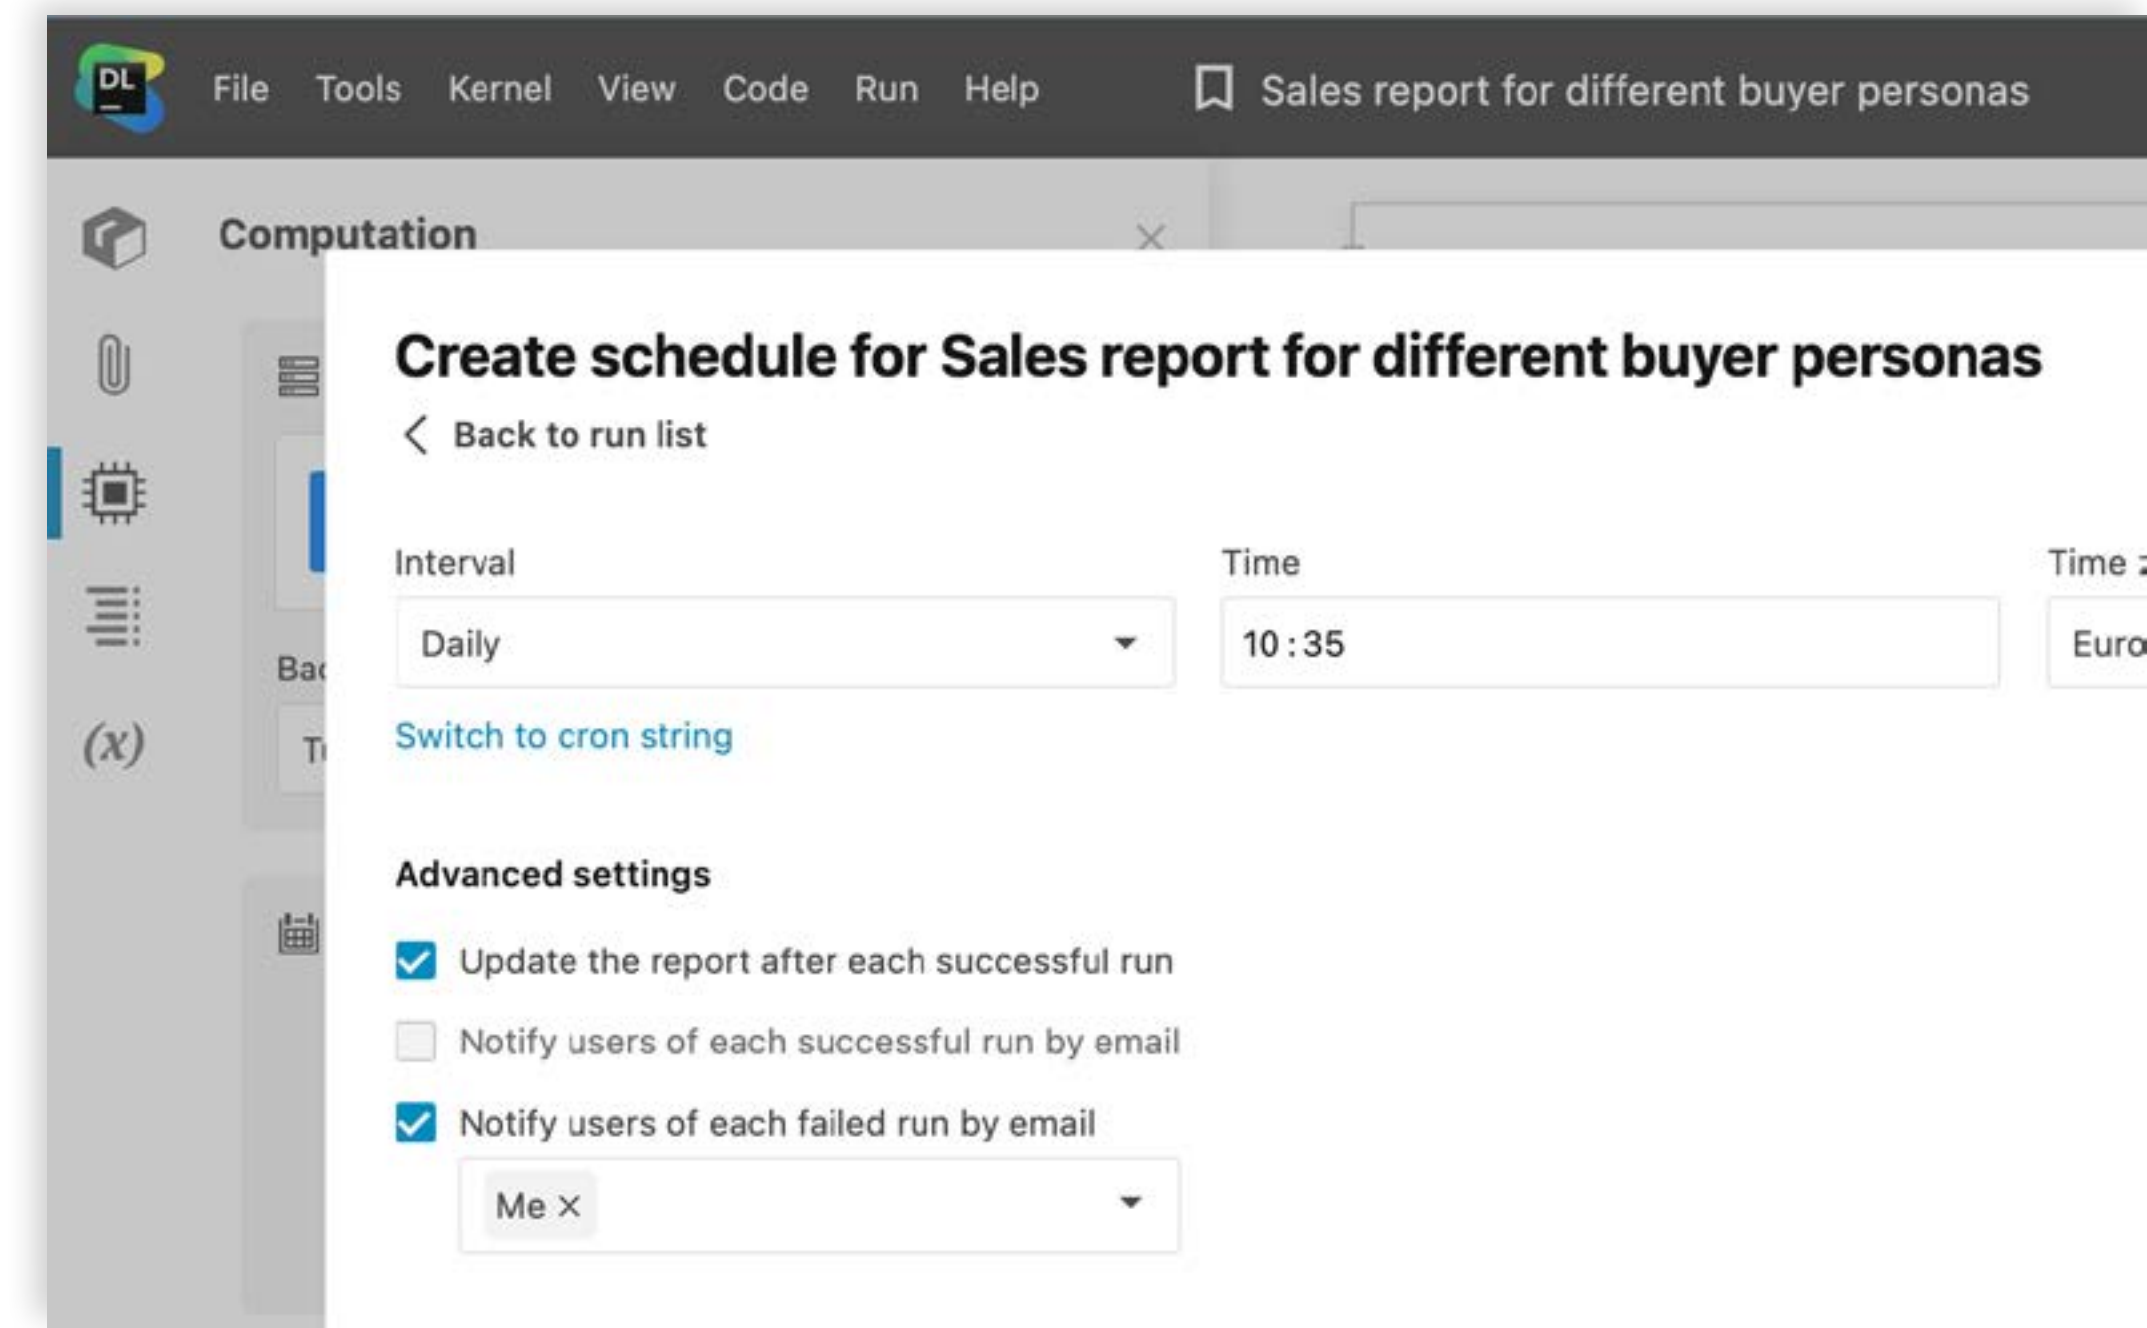 DL
File Tools Kernel View Code Run Help Sales report for different buyer personas
Computation
Create schedule for Sales report for different buyer personas
Back to run list
Interval Time Time
Daily 10:35
Switch to cron string
(x)
Advanced settings
Update the report after each successful run
Notify users of each successful run by email
Notify users of each failed run by email
Me